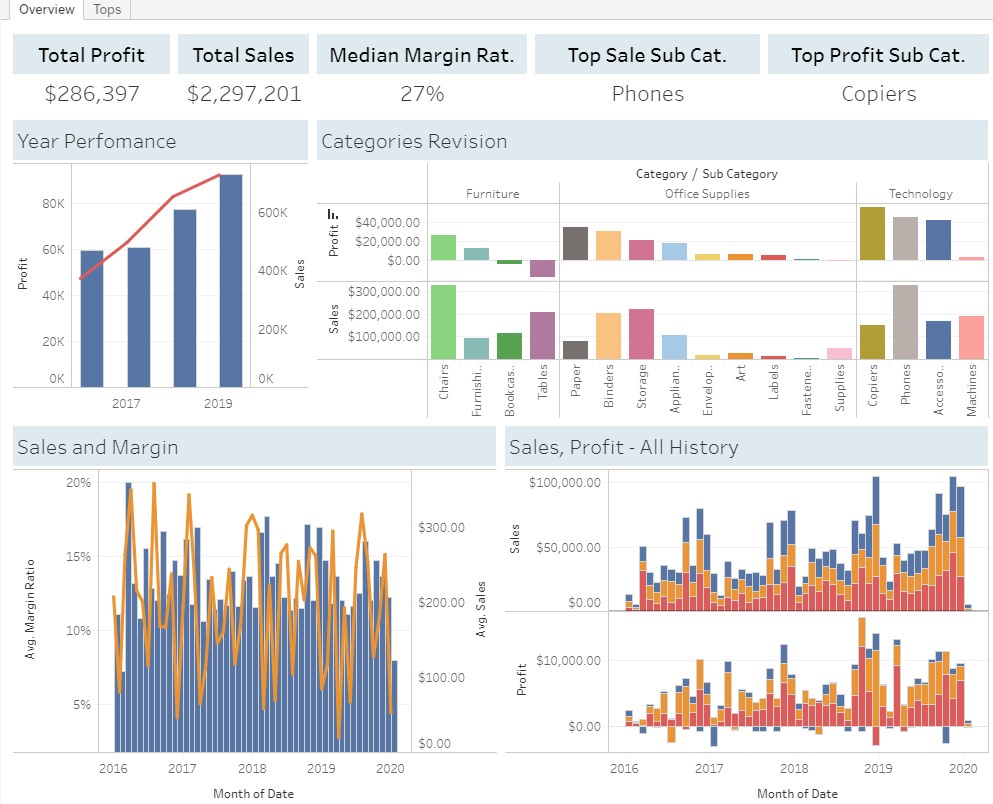 Overview Tops
Total Profit Total Sales Median Margin Rat. Top Sale Sub Cat. Top Profit Sub Cat.
$286,397 $2,297,201 27% Phones Copiers
Year Perfomance
Profit
80K
60K
40K
20K
0K
600K
400K
200K
0K
Sales
2017 2019
Categories Revision
Category / Sub Category
Furniture Office Supplies Technology
Profit
$40,000.00
$20,000.00
$0.00
Sales
$300,000.00
$200,000.00
$100,000.00
Chairs Furnishi.. Bookcas.. Tables Paper Binders Storage Applian.. Envelop.. Art Labels Fastene.. Supplies Copiers Phones Accesso.. Machines
Sales and Margin
Avg. Margin Ratio
20%
15%
10%
5%
$300.00
$200.00
$100.00
$0.00
Avg. Sales
2016 2017 2018 2019 2020
Month of Date
Sales, Profit - All History
Sales
$100,000.00
$50,000.00
$0.00
Profit
$10,000.00
$0.00
2016 2017 2018 2019 2020
Month of Date